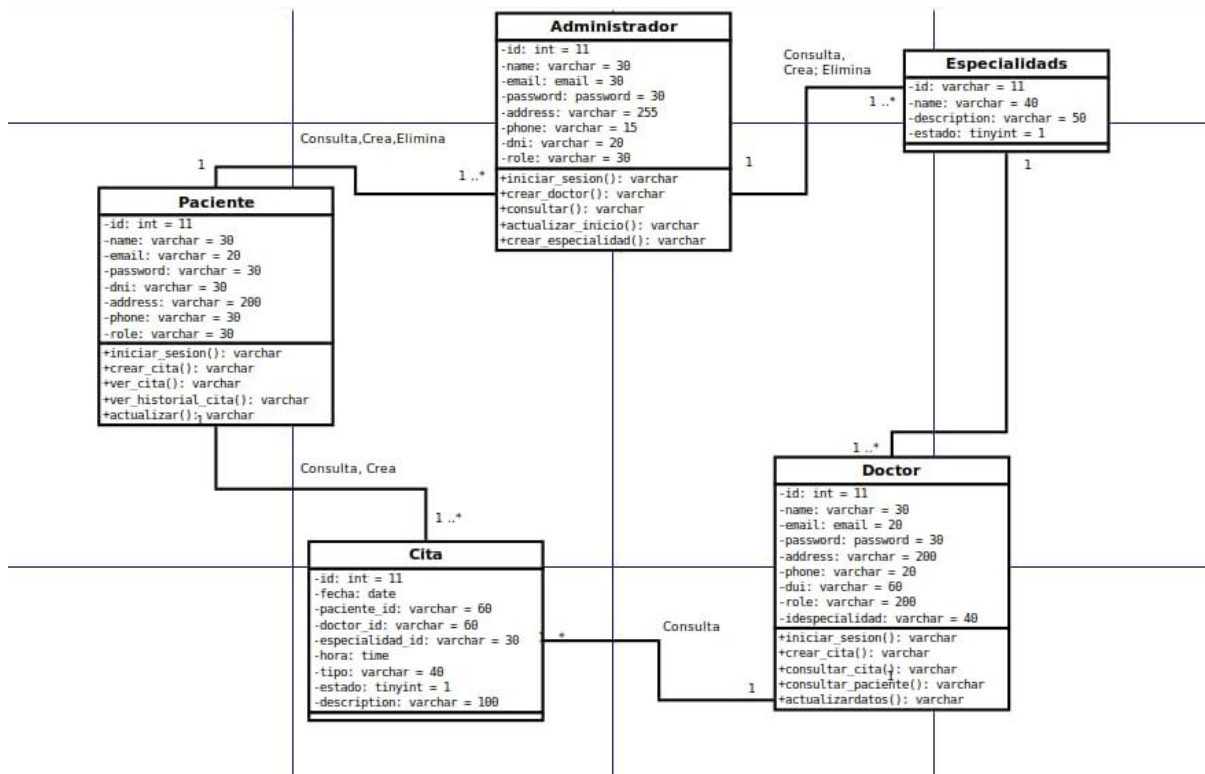 Administrador
-id: int = 11
-name: varchar = 30
-email: email = 30
-password: password = 30
-address: varchar = 255
-phone: varchar = 15
-dni: varchar = 20
-role: varchar = 30
+iniciar_sesion(): varchar
+crear_doctor(): varchar
+consultar(): varchar
+actualizar_inicio(): varchar
+crear_especialidad(): varchar
Consulta,
Crea; Elimina
1 ..*
1
Especialidads
-id: varchar = 11
-name: varchar = 40
-description: varchar = 50
-estado: tinyint = 1
1
Consulta,Crea,Elimina
1
1 ..*
Paciente
-id: int = 11
-name: varchar = 30
-email: varchar = 20
-password: varchar = 30
-dni: varchar = 30
-address: varchar = 200
-phone: varchar = 30
-role: varchar = 30
+iniciar_sesion(): varchar
+crear_cita(): varchar
+ver_cita(): varchar
+ver_historial_cita(): varchar
+actualizar(): varchar
1
Consulta, Crea
1 ..*
1 ..*
Doctor
-id: int = 11
-name: varchar = 30
-email: email = 20
-password: password = 30
-address: varchar = 200
-phone: varchar = 20
-dui: varchar = 60
-role: varchar = 200
-idespecialidad: varchar = 40
+iniciar_sesion(): varchar
+crear_cita(): varchar
+consultar_cita(): varchar
+consultar_paciente(): varchar
+actualizardatos(): varchar
1
Cita
-id: int = 11
-fecha: date
-paciente_id: varchar = 60
-doctor_id: varchar = 60
-especialidad_id: varchar = 30
-hora: time
-tipo: varchar = 40
-estado: tinyint = 1
-description: varchar = 100
Consulta
1